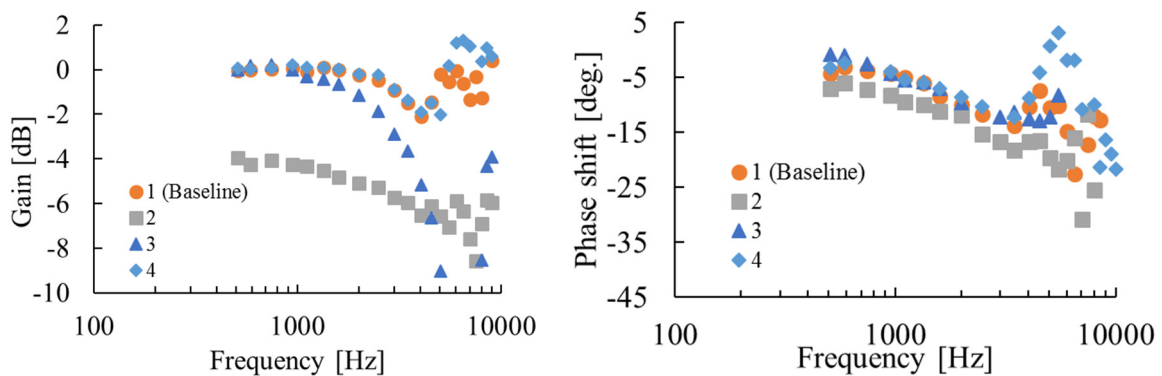 2
0
-2
-4
-6
-8
-10
Gain [dB]
1 (Baseline)
2
3
4
100 1000 10000
Frequency [Hz]
5
-5
-15
-25
-35
-45
Phase shift [deg.]
1 (Baseline)
2
3
4
100 1000 10000
Frequency [Hz]